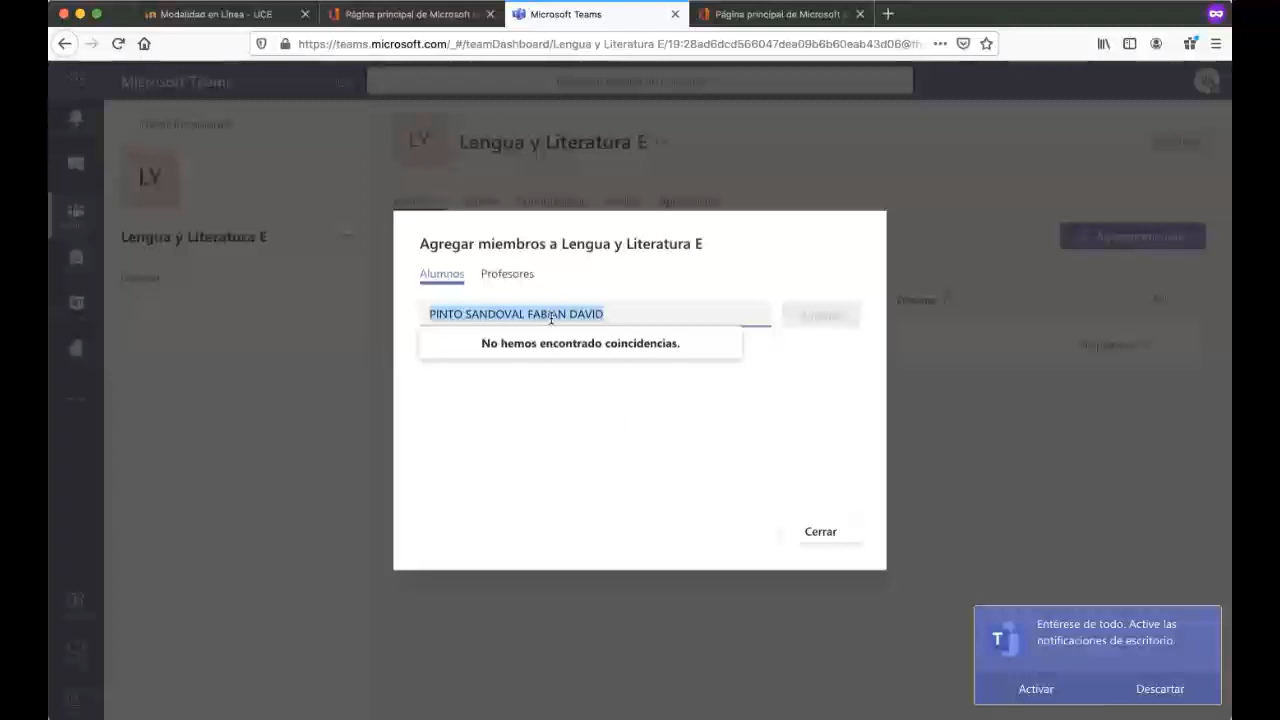 Modalidad en Línea - UCE
Página principal de Microsoft
Microsoft Teams
Página principal de Microsoft
https://teams.microsoft.com/_#/teamDashboard/Lengua y Literatura E/19:28ad6dcd566047dea09b6b60eab43d06@th
Microsoft Teams
LY
Lengua y Literatura E
LY
Lengua y Literatura E
Agregar miembros a Lengua y Literatura E
Alumnos
Profesores
PINTO SANDOVAL FABIAN DAVID
No hemos encontrado coincidencias.
Cerrar
Entérese de todo. Active las
notificaciones de escritorio.
Activar
Descartar